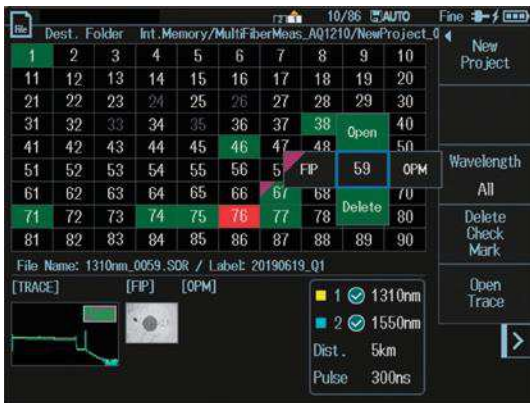 10/86 AUTO Fine
File Dest. Folder Int.Memory/MultiFiberMeas_AQ1210/NewProject_0
New Project
1 2 3 4 5 6 7 8 9 10
11 12 13 14 15 16 17 18 19 20
21 22 23 24 25 26 27 28 29 30
31 32 33 34 35 36 37 38 Open 40
41 42 43 44 45 46 47 48 50
51 52 53 54 55 56 5 FIP 59 OPM
61 62 63 64 65 66 67 68 Delete 70
71 72 73 74 75 76 77 78 80
81 82 83 84 85 86 87 88 89 90
Wavelength
All
Delete
Check
Mark
Open
Trace
File Name: 1310nm_0059.SOR / Label: 20190619_Q1
[TRACE] [FIP] [OPM]
1 1310nm
2 1550nm
Dist. 5km
Pulse 300ns